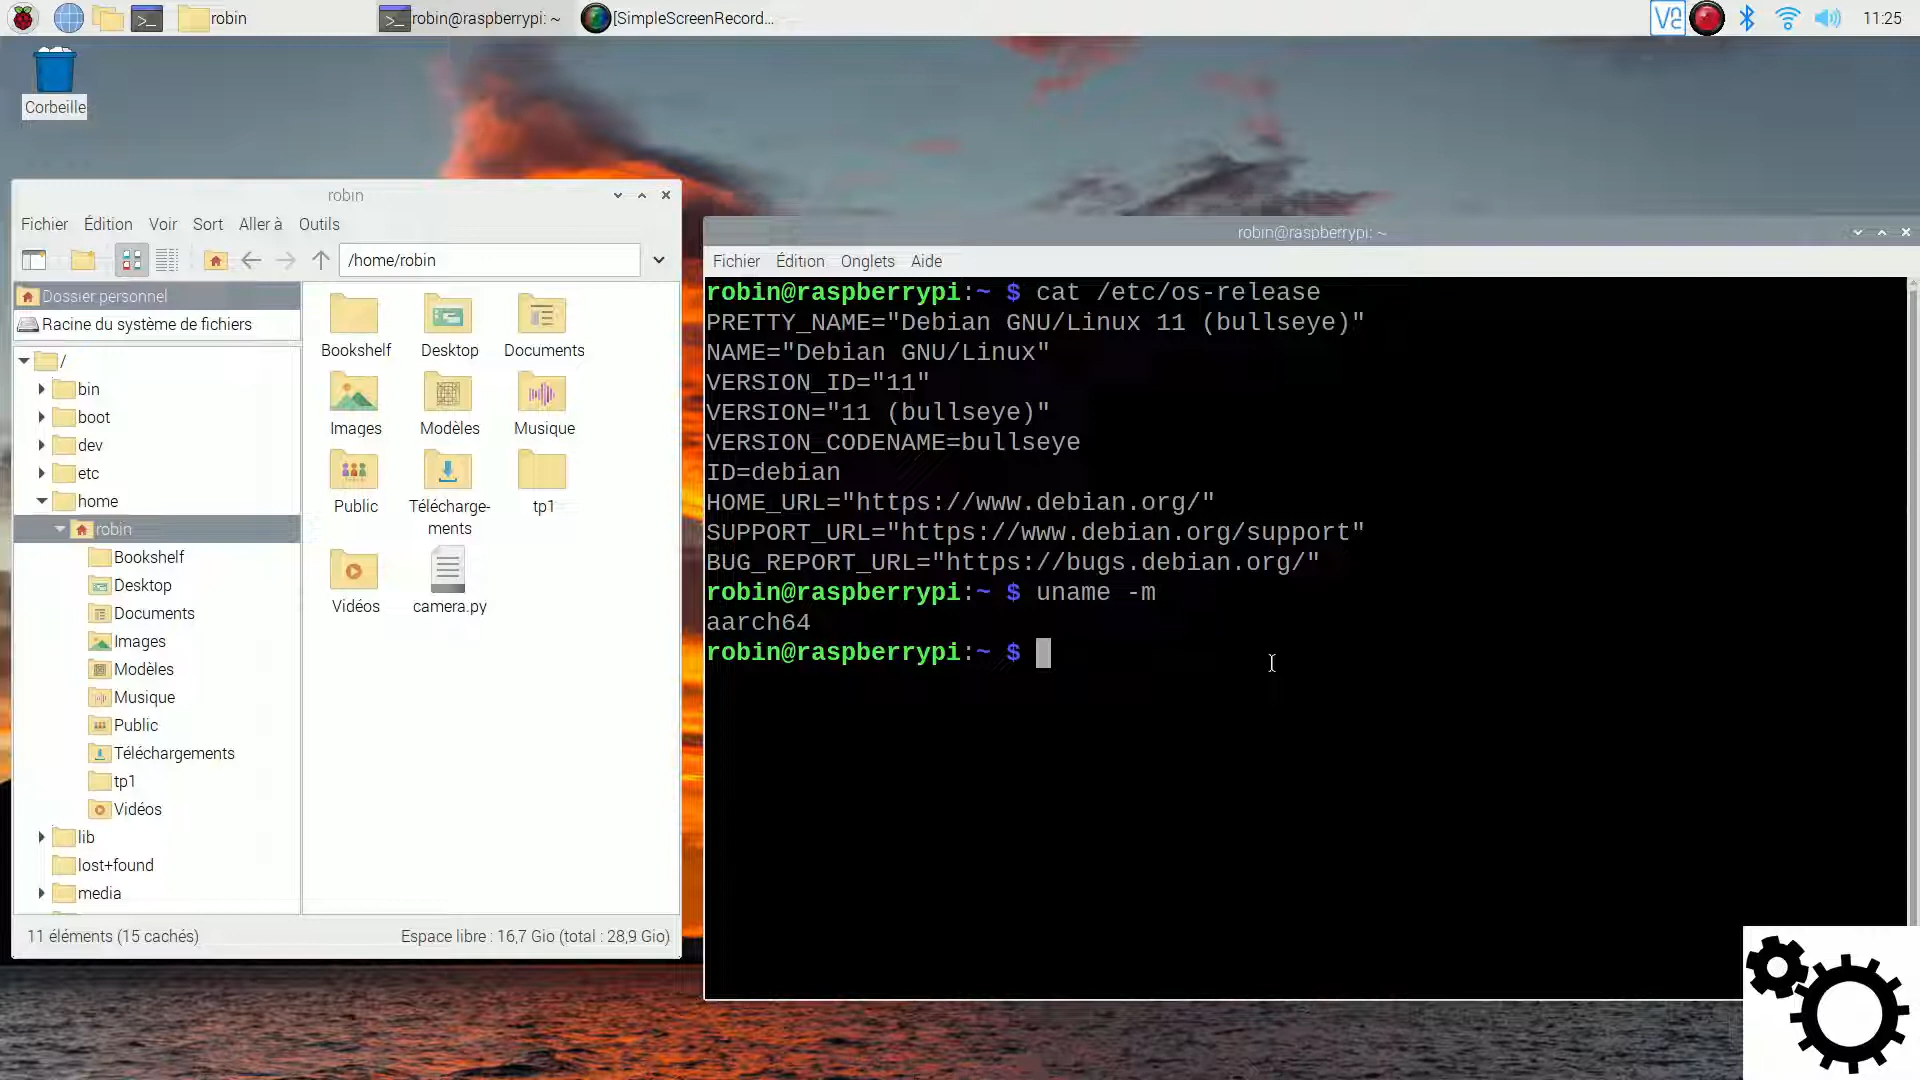 robin
robin@raspberrypi: ~
[SimpleScreenRecord...
11:25
Corbeille
robin
Fichier Édition Voir Sort Aller à Outils
/home/robin
Dossier personnel
Racine du système de fichiers
/
bin
boot
dev
etc
home
robin
Bookshelf
Desktop
Documents
Images
Modèles
Musique
Public
Téléchargements
tp1
Vidéos
lib
lost+found
media
Bookshelf
Desktop
Documents
Images
Modèles
Musique
Public
Télécharge-
ments
tp1
Vidéos
camera.py
11 éléments (15 cachés)
Espace libre : 16,7 Gio (total : 28,9 Gio)
robin@raspberrypi: ~
Fichier Édition Onglets Aide
robin@raspberrypi:~ $ cat /etc/os-release
PRETTY_NAME="Debian GNU/Linux 11 (bullseye)"
NAME="Debian GNU/Linux"
VERSION_ID="11"
VERSION="11 (bullseye)"
VERSION_CODENAME=bullseye
ID=debian
HOME_URL="https://www.debian.org/"
SUPPORT_URL="https://www.debian.org/support"
BUG_REPORT_URL="https://bugs.debian.org/"
robin@raspberrypi:~ $ uname -m
aarch64
robin@raspberrypi:~ $